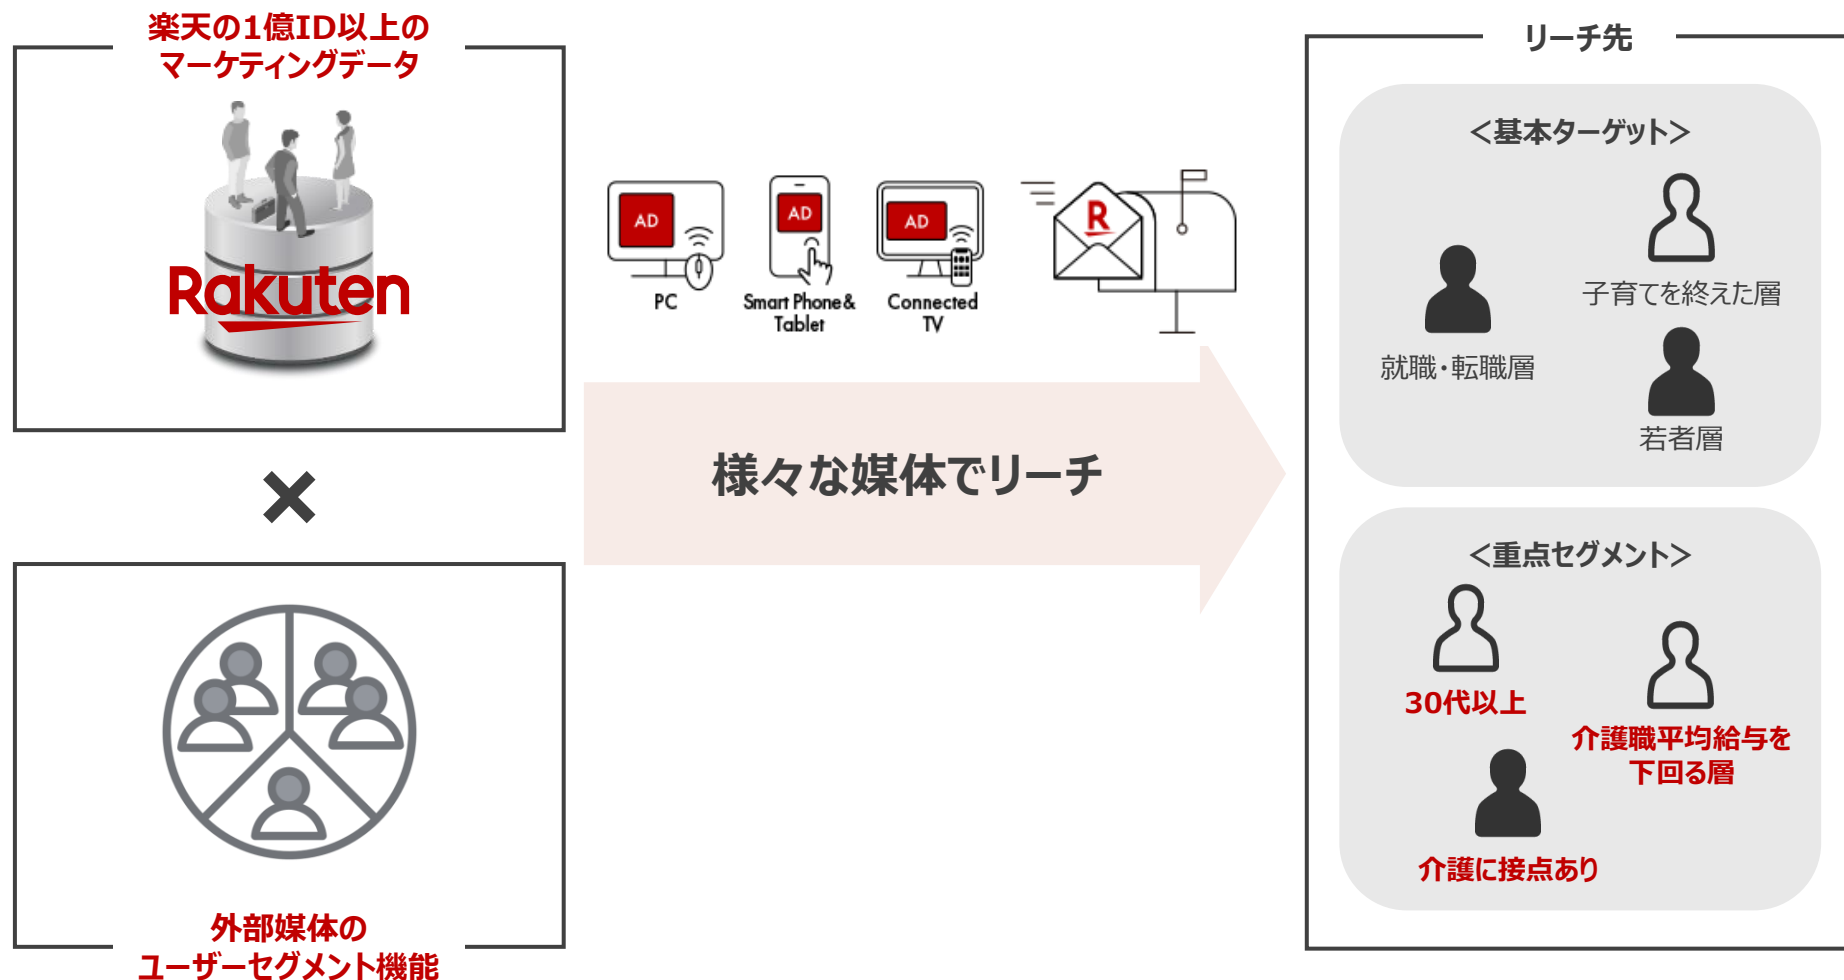 楽天の1億ID以上の
マーケティングデータ
Rakuten
×
外部媒体の
ユーザーセグメント機能
AD
PC
AD
Smart Phone &
Tablet
AD
Connected
TV
R
様々な媒体でリーチ
リーチ先
＜基本ターゲット＞
子育てを終えた層
就職・転職層
若者層
＜重点セグメント＞
30代以上
介護職平均給与を
下回る層
介護に接点あり